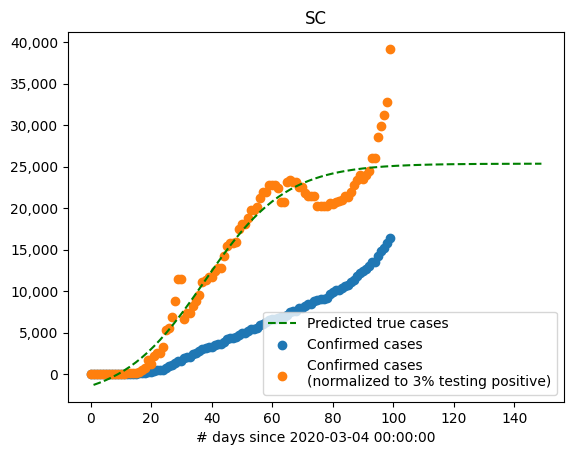 SC
40,000
35,000
30,000
25,000
20,000
15,000
10,000
5,000
0
Predicted true cases
Confirmed cases
Confirmed cases
(normalized to 3% testing positive)
0 20 40 60 80 100 120 140
# days since 2020-03-04 00:00:00